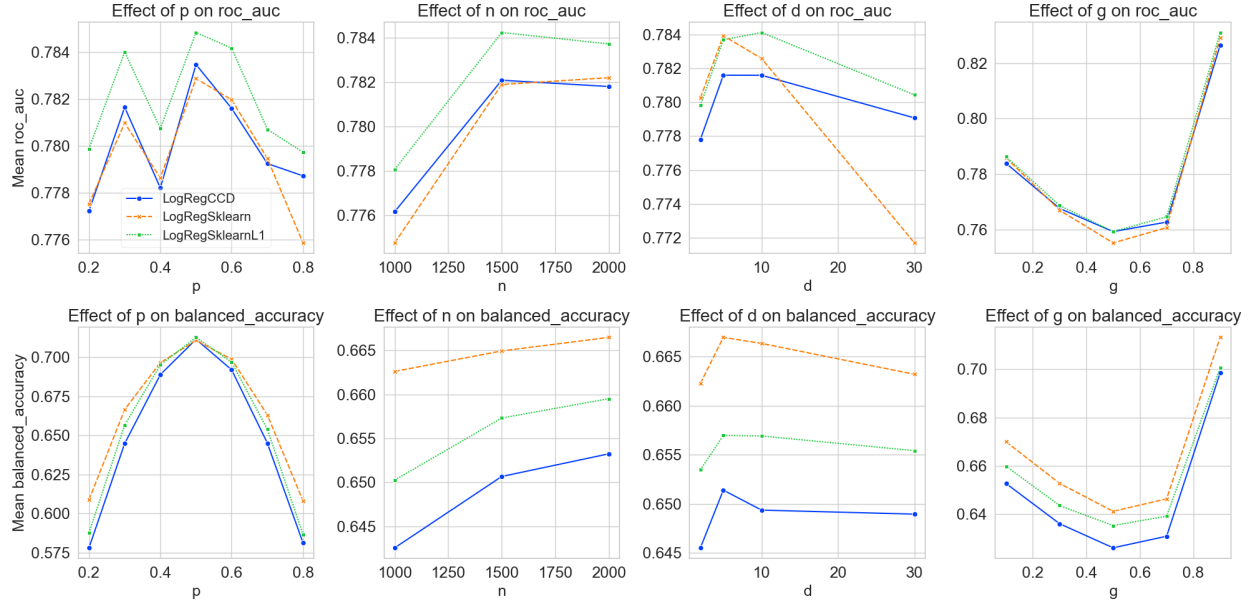 Effect of p on roc_auc
Mean roc_auc
0.784
0.782
0.780
0.778
0.776
LogRegCCD
LogRegSklearn
LogRegSklearnL1
0.2 0.4 0.6 0.8
p
Effect of n on roc_auc
0.784
0.782
0.780
0.778
0.776
1000 1250 1500 1750 2000
n
Effect of d on roc_auc
0.784
0.782
0.780
0.778
0.776
0.774
0.772
10 20 30
d
Effect of g on roc_auc
0.82
0.80
0.78
0.76
0.2 0.4 0.6 0.8
g
Effect of p on balanced_accuracy
Mean balanced_accuracy
0.700
0.675
0.650
0.625
0.600
0.575
0.2 0.4 0.6 0.8
p
Effect of n on balanced_accuracy
0.665
0.660
0.655
0.650
0.645
1000 1250 1500 1750 2000
n
Effect of d on balanced_accuracy
0.665
0.660
0.655
0.650
0.645
10 20 30
d
Effect of g on balanced_accuracy
0.70
0.68
0.66
0.64
0.2 0.4 0.6 0.8
g